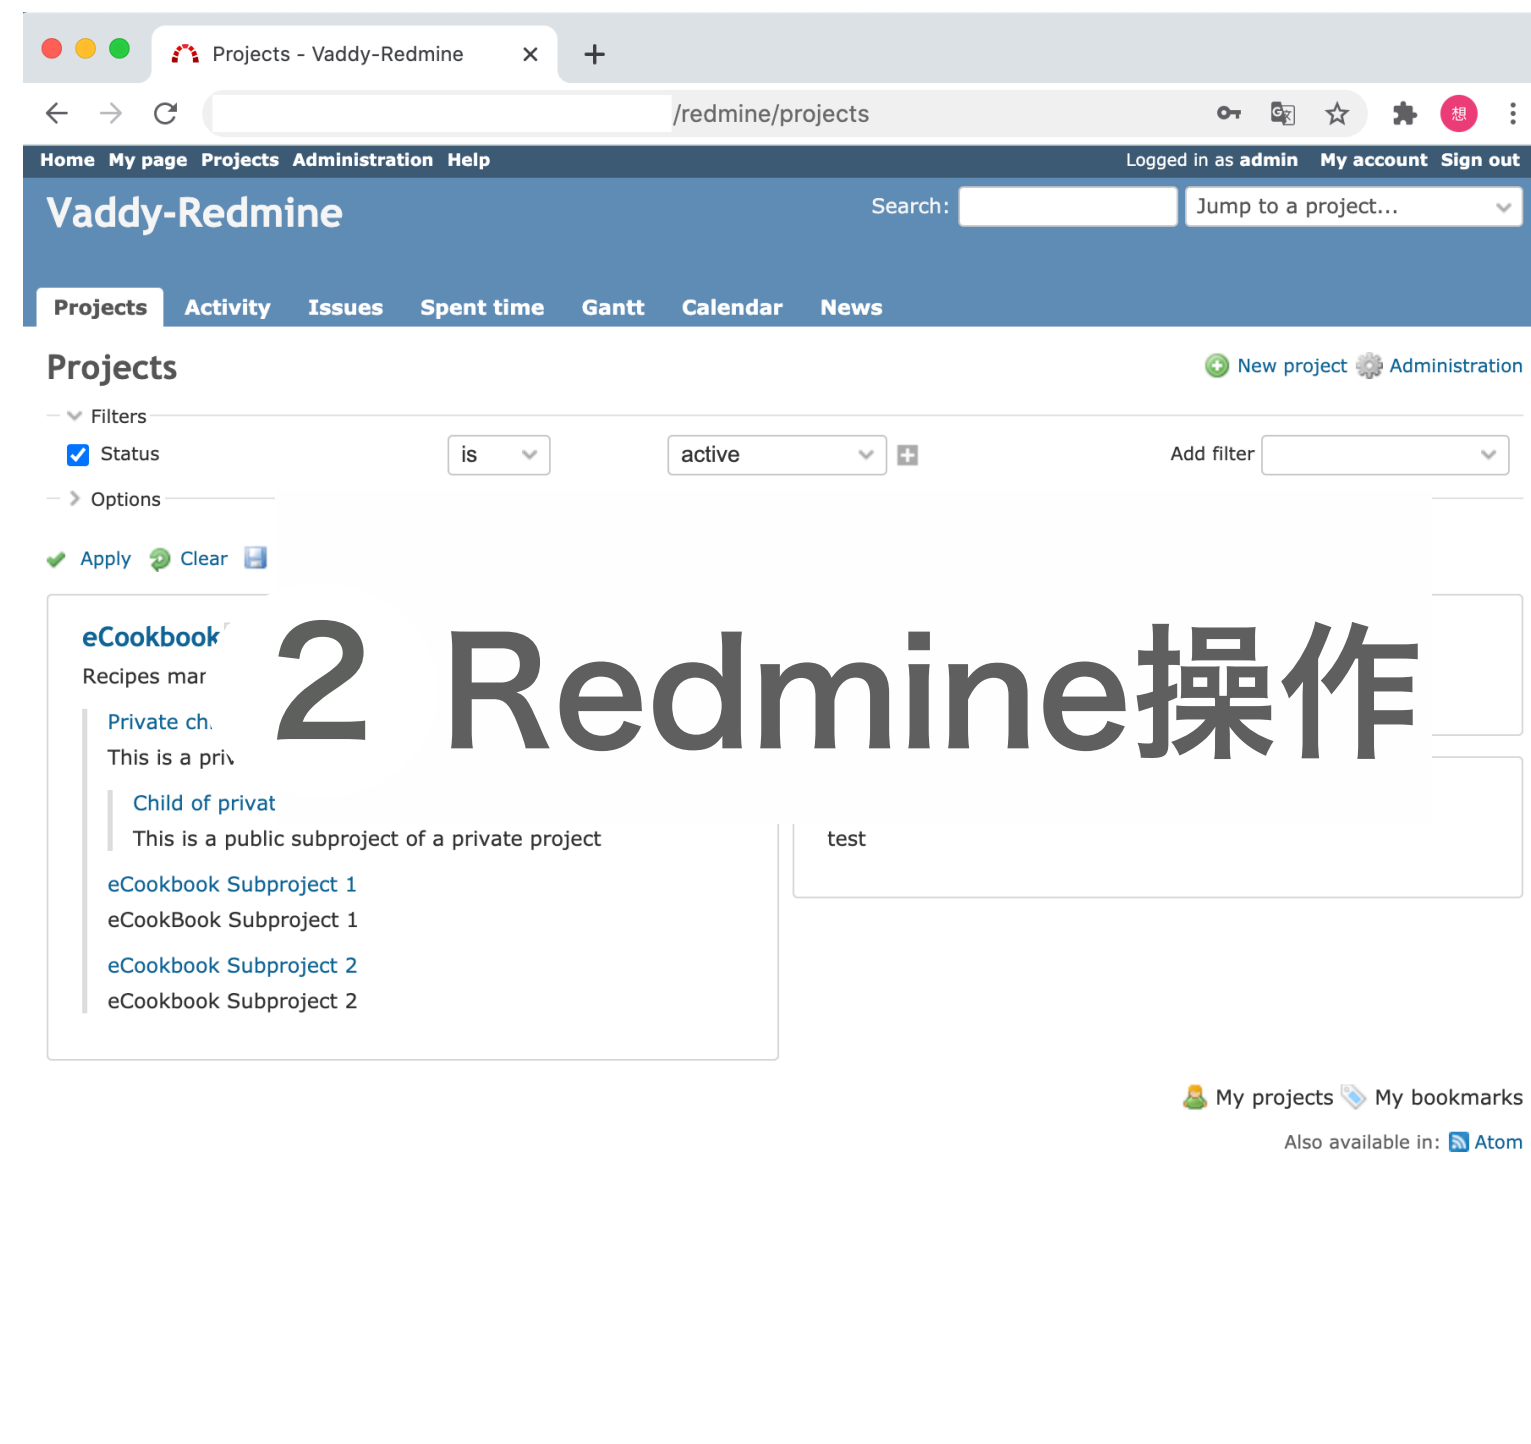 Projects - Vaddy-Redmine
/redmine/projects
想
Home My page Projects Administration Help
Logged in as admin My account Sign out
Vaddy-Redmine
Search: Jump to a project...
Projects Activity Issues Spent time Gantt Calendar News
Projects
New project Administration
Filters
Status is active Add filter
Options
Apply Clear
2 Redmine操作
eCookbook
Recipes
Private
This is a
Child of
This is a public subproject of a private project
eCookbook Subproject 1
eCookBook Subproject 1
eCookbook Subproject 2
eCookbook Subproject 2
test
My projects My bookmarks
Also available in: Atom